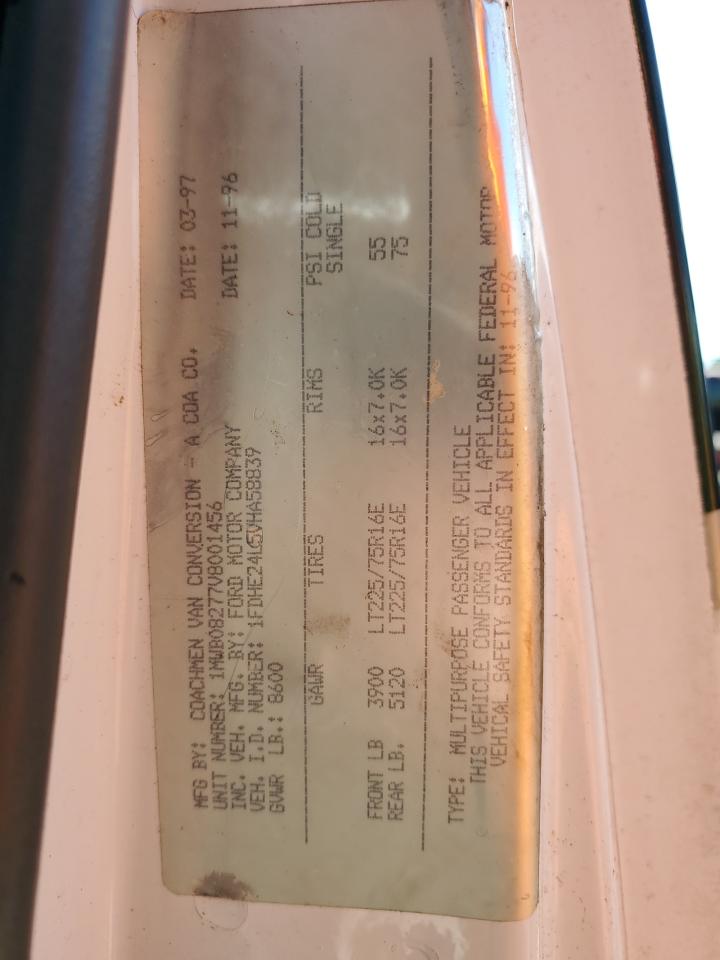 MFG BY: COACHMEN VAN CONVERSION - A COA CO. DATE: 03-97
UNIT NUMBER: 1MWB08277V8001456
INC. VEH. MFG. BY: FORD MOTOR COMPANY DATE: 11-96
VEH. I.D. NUMBER: 1FDHE24L5VHA58839
GVWR LB.: 8600
GAWR TIRES RIMS PSI COLD
SINGLE
FRONT LB 3900 LT225/75R16E 16x7.0K 55
REAR LB. 5120 LT225/75R16E 16x7.0K 75
TYPE: MULTIPURPOSE PASSENGER VEHICLE
THIS VEHICLE CONFORMS TO ALL APPLICABLE FEDERAL MOTOR
VEHICAL SAFETY STANDARDS IN EFFECT IN: 11-96